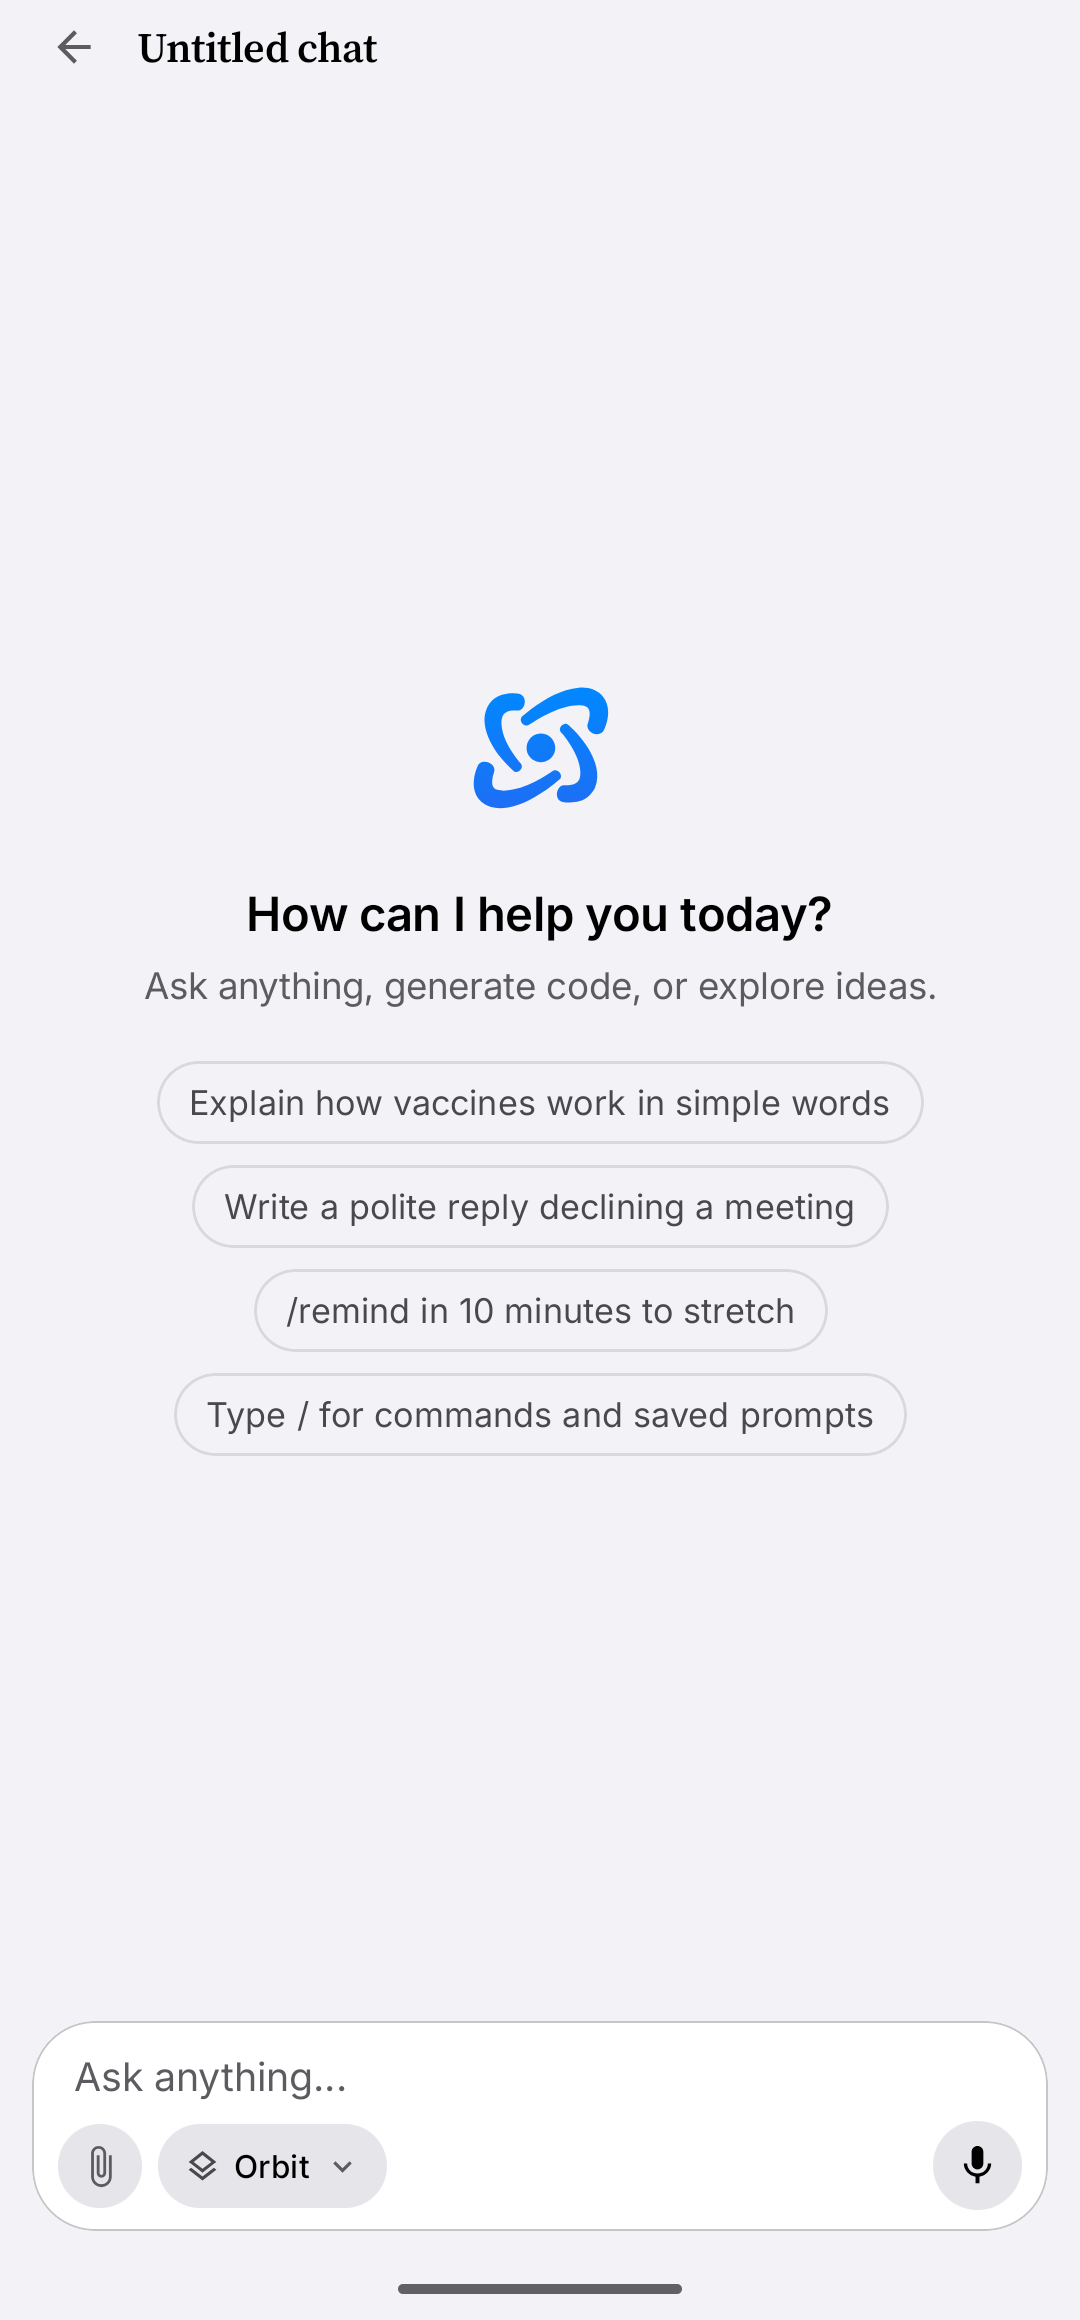 Untitled chat
How can I help you today?
Ask anything, generate code, or explore ideas.
Explain how vaccines work in simple words
Write a polite reply declining a meeting
/remind in 10 minutes to stretch
Type / for commands and saved prompts
Ask anything...
Orbit